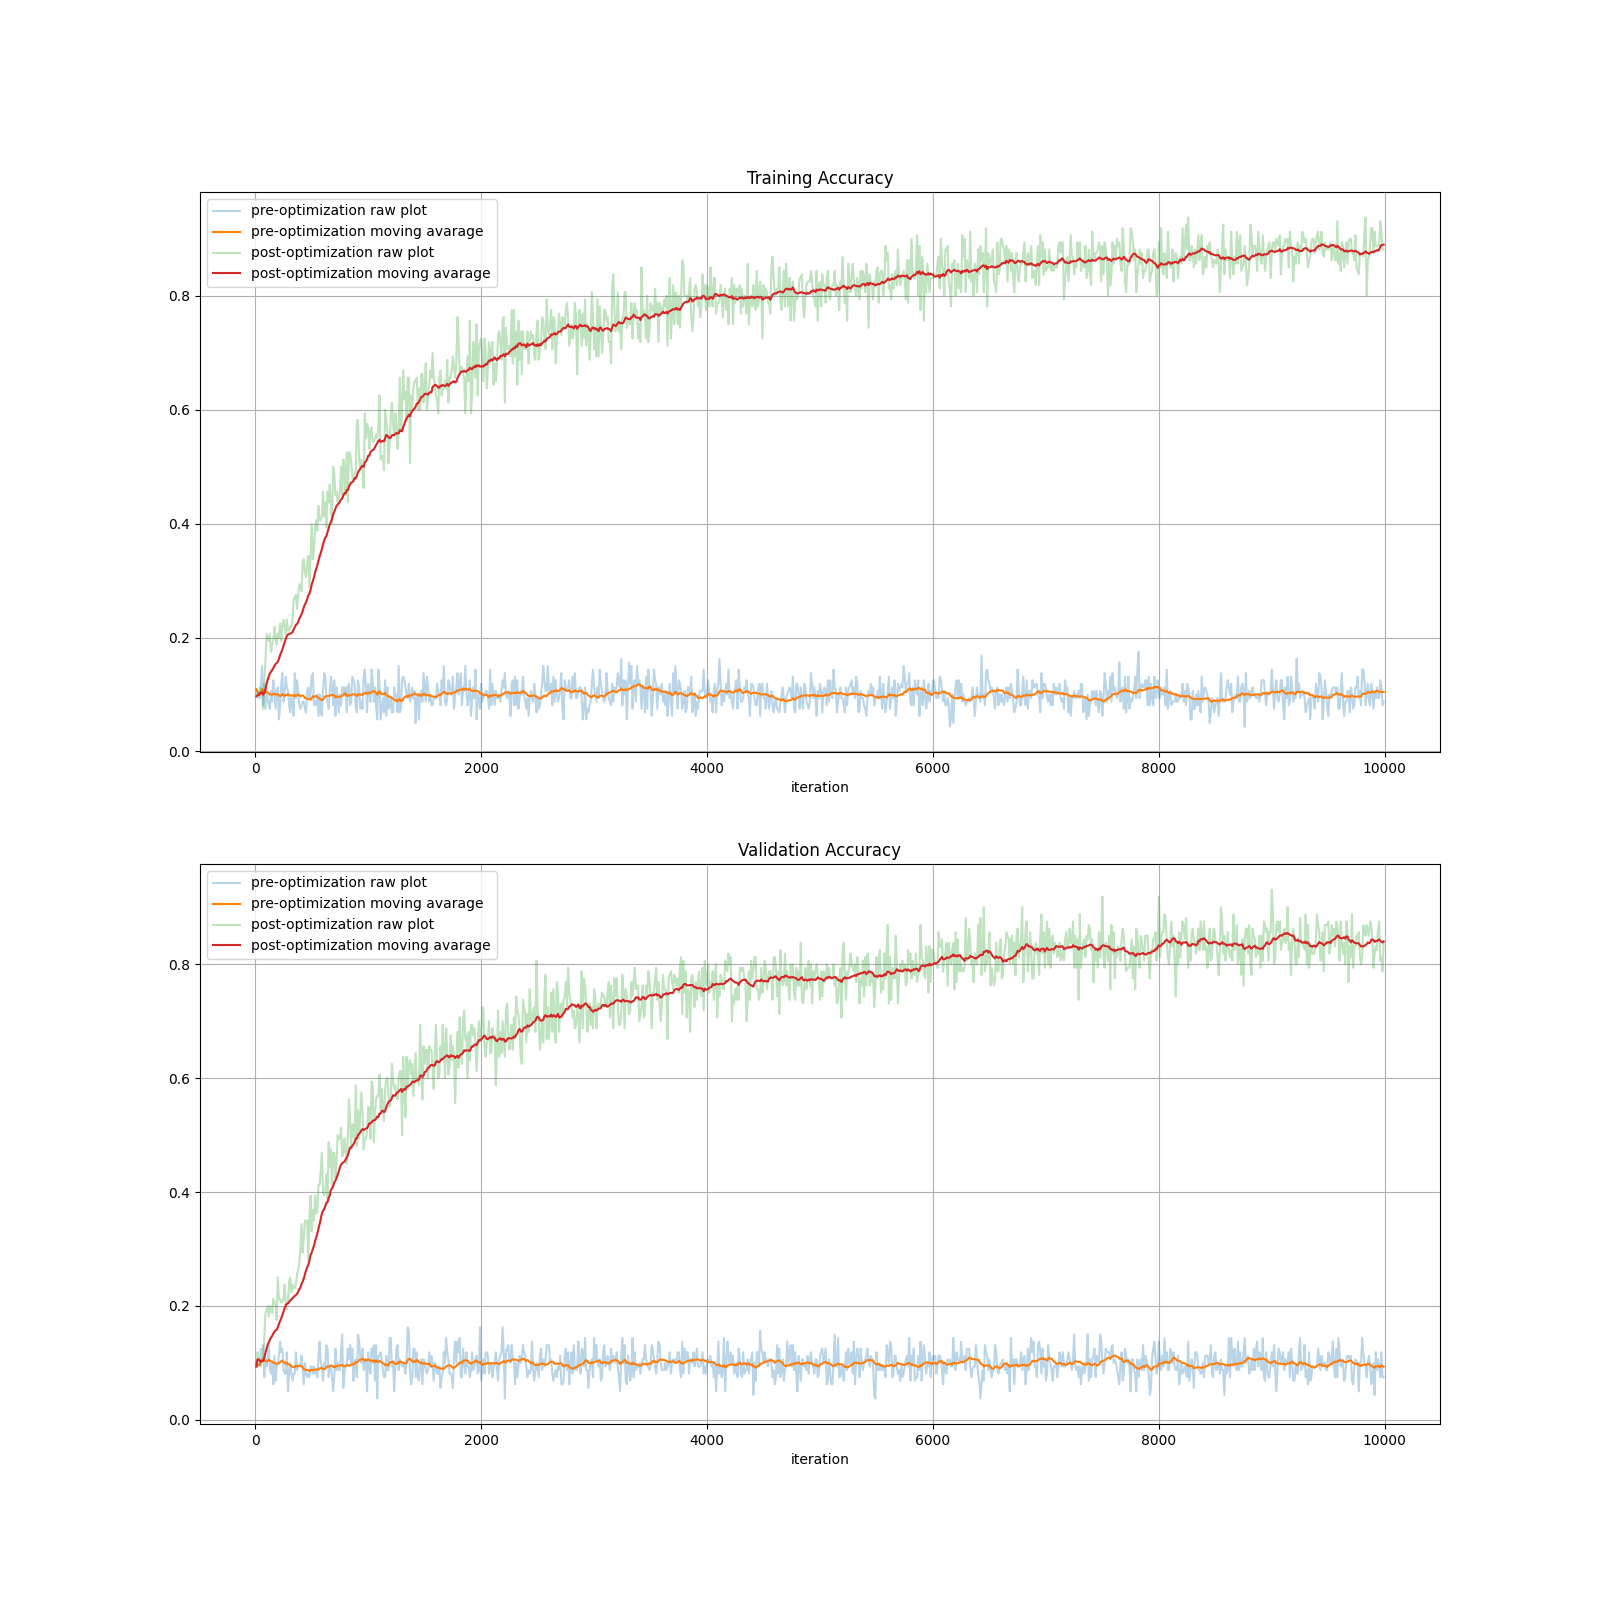 Training Accuracy
pre-optimization raw plot
pre-optimization moving avarage
post-optimization raw plot
post-optimization moving avarage
0.8
0.6
0.4
0.2
0.0
0 2000 4000 6000 8000 10000
iteration
Validation Accuracy
pre-optimization raw plot
pre-optimization moving avarage
post-optimization raw plot
post-optimization moving avarage
0.8
0.6
0.4
0.2
0.0
0 2000 4000 6000 8000 10000
iteration